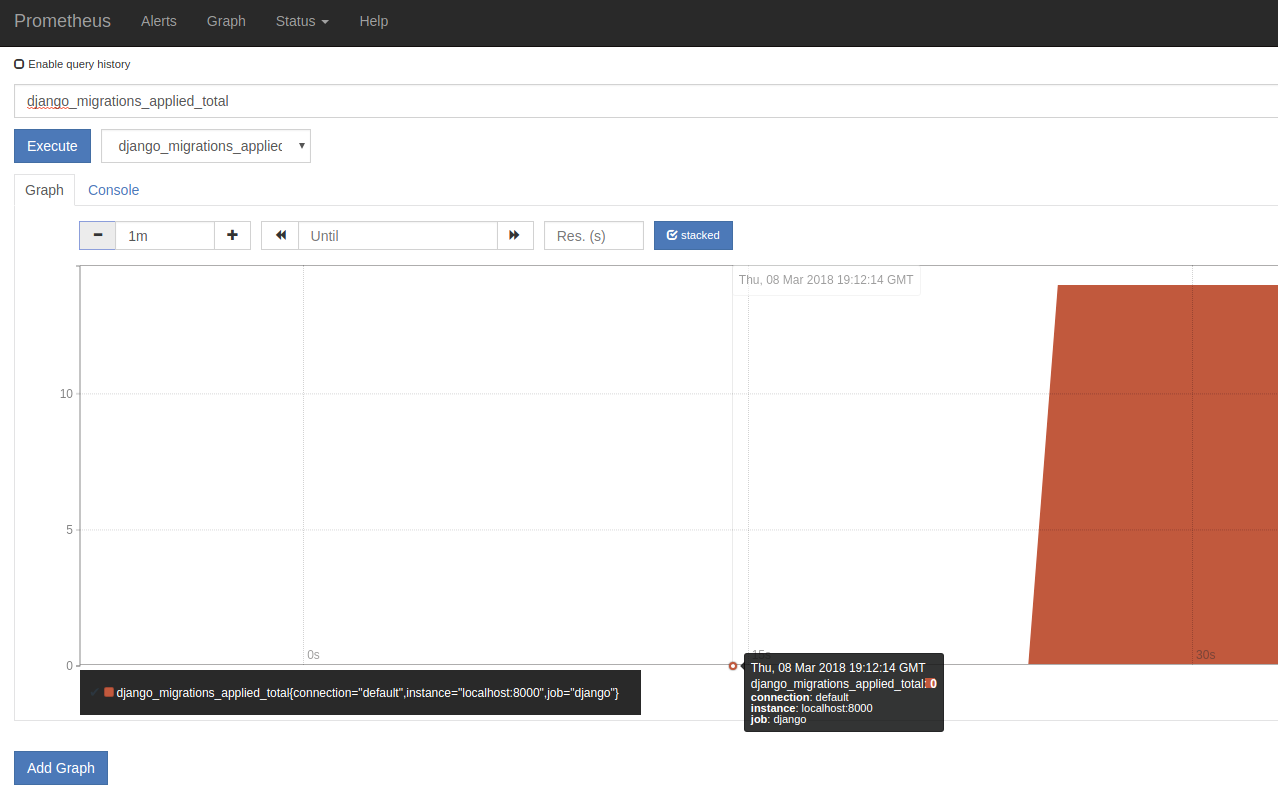 Prometheus Alerts Graph Status Help
Enable query history
django_migrations_applied_total
Execute django_migrations_applied
Graph Console
1m Until Res. (s) stacked
Thu, 08 Mar 2018 19:12:14 GMT
10
5
0s 15s 30s
0
Thu, 08 Mar 2018 19:12:14 GMT
django_migrations_applied_total: 0
connection: default
instance: localhost:8000
job: django
django_migrations_applied_total{connection="default",instance="localhost:8000",job="django"}
Add Graph